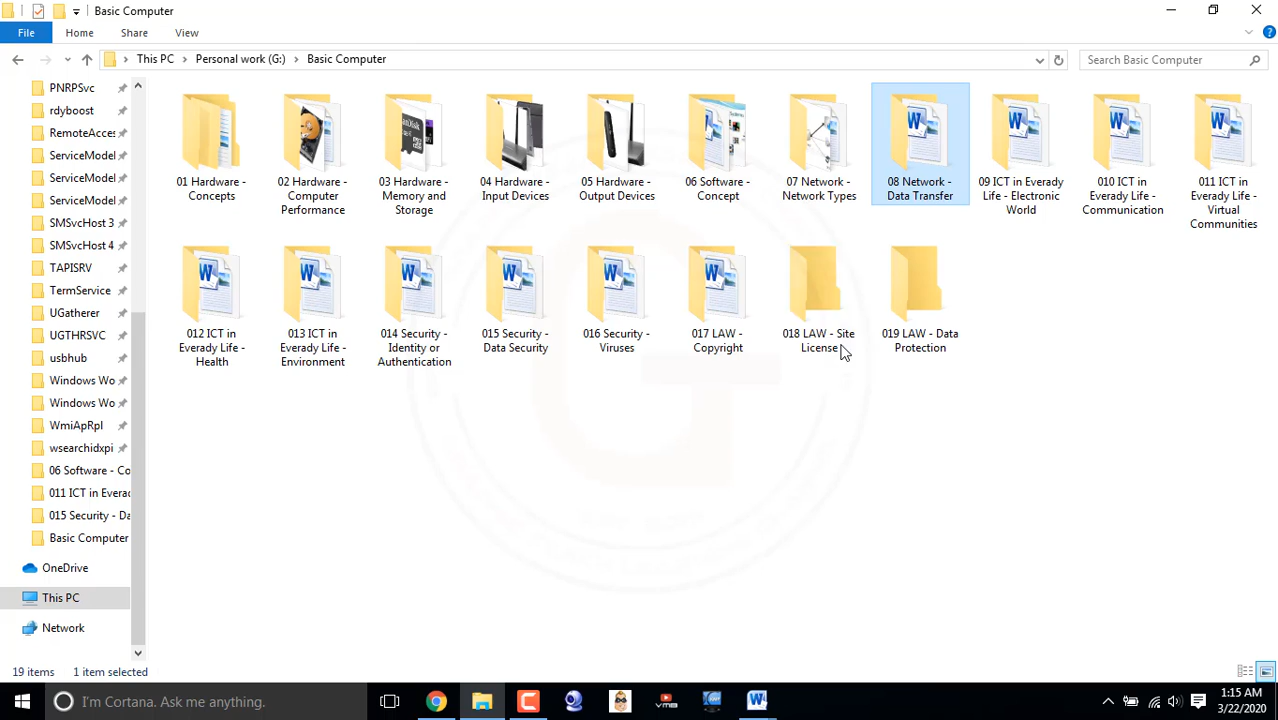 Basic Computer
File Home Share View
This PC Personal work (G:) Basic Computer Search Basic Computer
PNRPSvc
rdyboost
RemoteAcces
ServiceModel
ServiceModel
ServiceModel
SMSvcHost 3
SMSvcHost 4
TAPISRV
TermService
UGatherer
UGTHRSVC
usbhub
Windows Wo
Windows Wo
WmiApRpl
wsearchidxpi
06 Software - Co
011 ICT in Everac
015 Security - Da
Basic Computer
OneDrive
This PC
Network
01 Hardware -
Concepts
02 Hardware -
Computer
Performance
03 Hardware -
Memory and
Storage
04 Hardware -
Input Devices
05 Hardware -
Output Devices
06 Software -
Concept
07 Network -
Network Types
08 Network -
Data Transfer
09 ICT in Everady
Life - Electronic
World
010 ICT in
Everady Life -
Communication
011 ICT in
Everady Life -
Virtual
Communities
012 ICT in
Everady Life -
Health
013 ICT in
Everady Life -
Environment
014 Security -
Identity or
Authentication
015 Security -
Data Security
016 Security -
Viruses
017 LAW -
Copyright
018 LAW - Site
License
019 LAW - Data
Protection
19 items 1 item selected
I'm Cortana. Ask me anything.
1:15 AM
3/22/2020